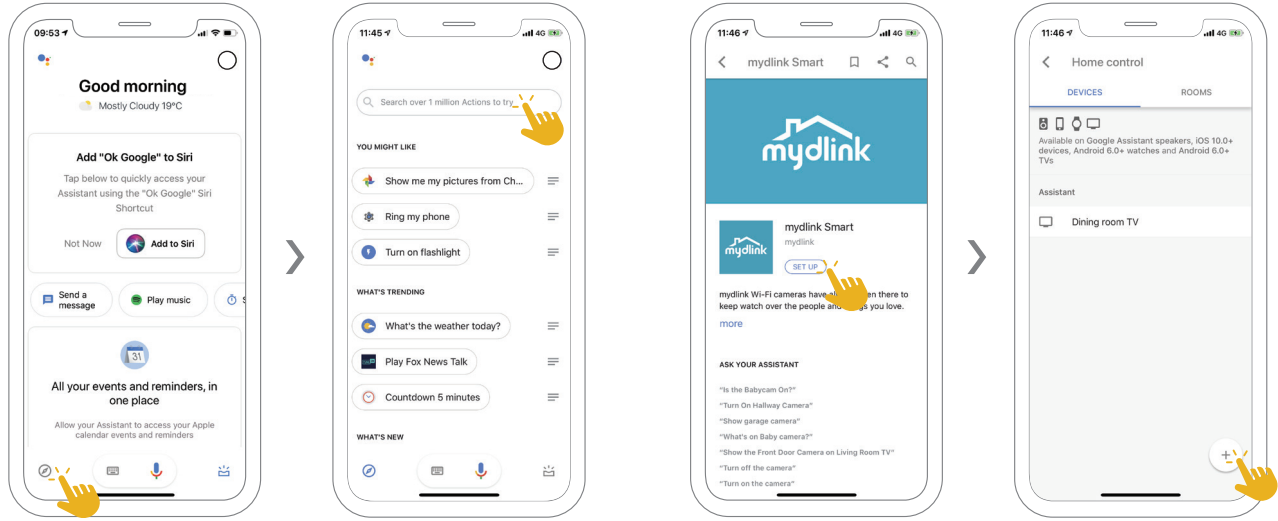 09:53
Good morning
Mostly Cloudy 19°C
Add "Ok Google" to Siri
Tap below to quickly access your
Assistant using the "Ok Google" Siri
Shortcut
Not Now
Add to Siri
Send a
message
Play music
S
31
All your events and reminders, in
one place
Allow your Assistant to access your Apple
calendar events and reminders
11:45
4G
Search over 1 million Actions to try
YOU MIGHT LIKE
Show me my pictures from Ch...
Ring my phone
Turn on flashlight
WHAT'S TRENDING
What's the weather today?
Play Fox News Talk
Countdown 5 minutes
WHAT'S NEW
11:46
4G
mydlink Smart
mydlink
mydlink
mydlink Smart
mydlink
SET UP
mydlink Wi-Fi cameras have en there to
keep watch over the people and gs you love.
more
ASK YOUR ASSISTANT
"Is the Babycam On?"
"Turn On Hallway Camera"
"Show garage camera"
"What's on Baby camera?"
"Show the Front Door Camera on Living Room TV"
"Turn off the camera"
"Turn on the camera"
11:46
4G
Home control
DEVICES
ROOMS
Available on Google Assistant speakers, iOS 10.0+
devices, Android 6.0+ watches and Android 6.0+
TVs
Assistant
Dining room TV